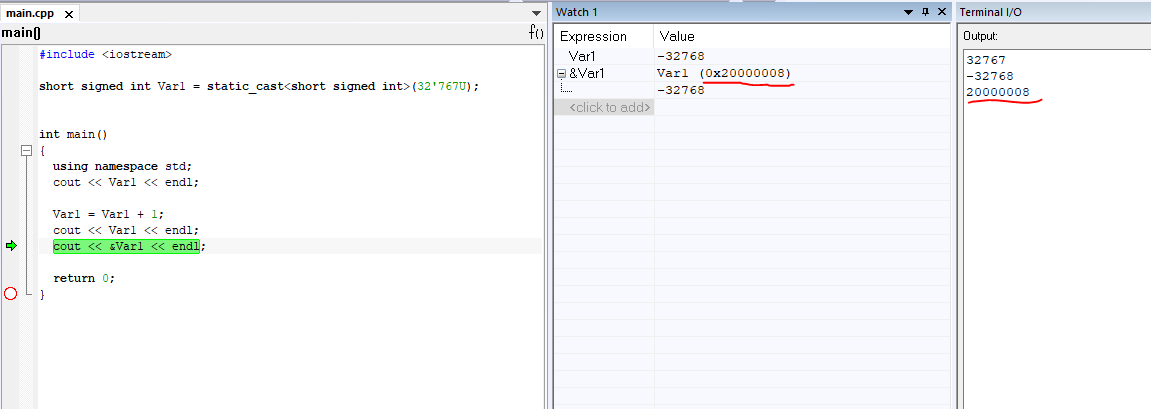 main.cpp
main()
f()
#include <iostream>
short signed int Var1 = static_cast<short signed int>(32'767U);
int main()
{
using namespace std;
cout << Var1 << endl;
Var1 = Var1 + 1;
cout << Var1 << endl;
cout << &Var1 << endl;
return 0;
}
Watch 1
Expression Value
Var1 -32768
&Var1 Var1 (0x20000008)
-32768
<click to add>
Terminal I/O
Output:
32767
-32768
20000008